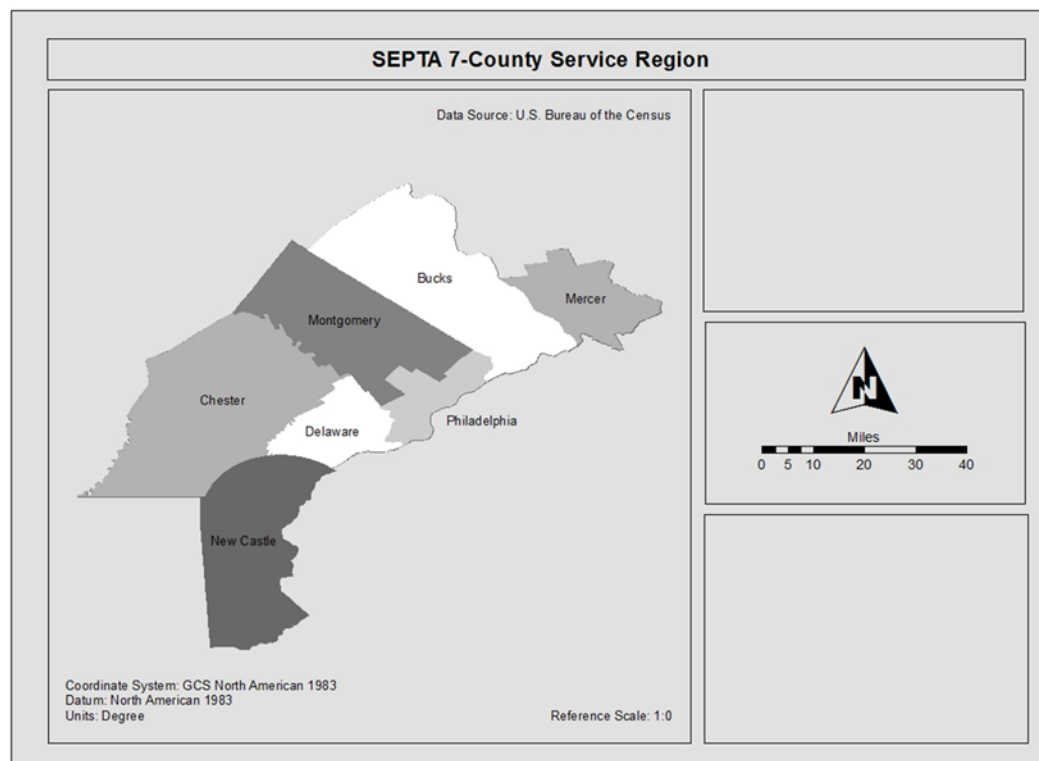 SEPTA 7-County Service Region
Data Source: U.S. Bureau of the Census
Bucks
Mercer
Montgomery
Chester
Philadelphia
Delaware
New Castle
N
Miles
0 5 10 20 30 40
Coordinate System: GCS North American 1983
Datum: North American 1983
Units: Degree
Reference Scale: 1:0